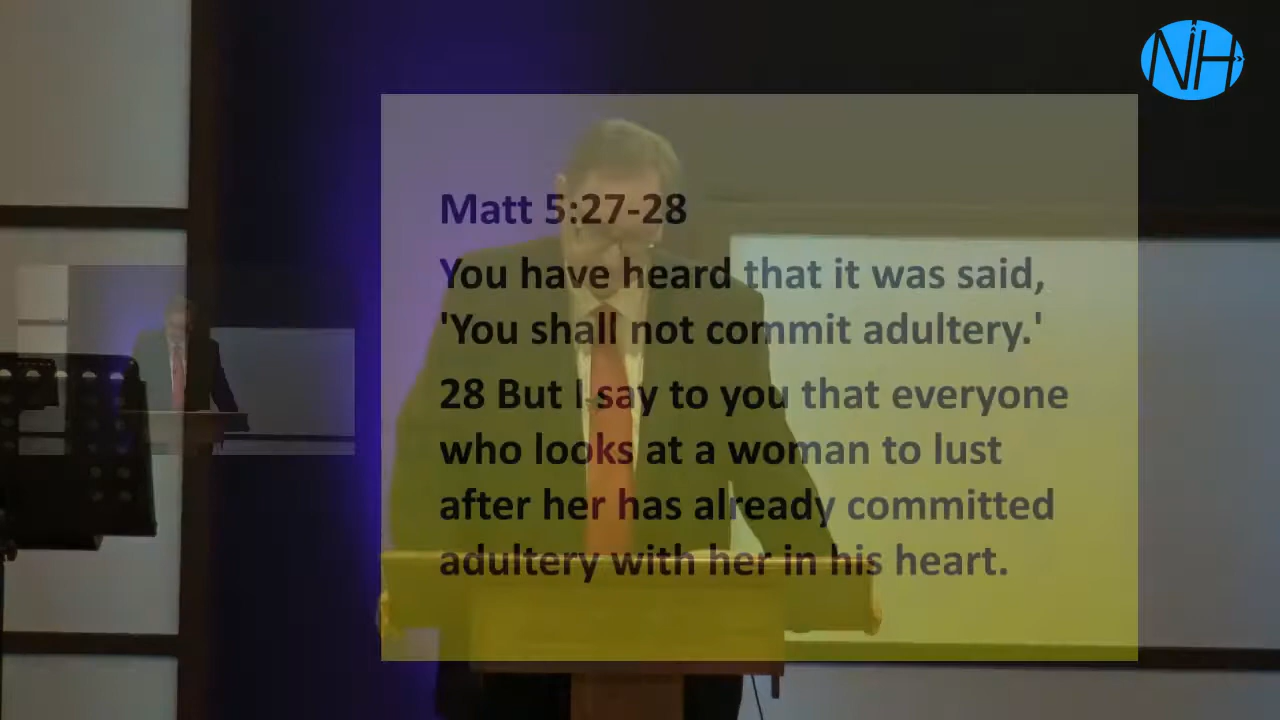 NH
Matt 5:27-28
You have heard that it was said,
'You shall not commit adultery.'
28 But I say to you that everyone
who looks at a woman to lust
after her has already committed
adultery with her in his heart.